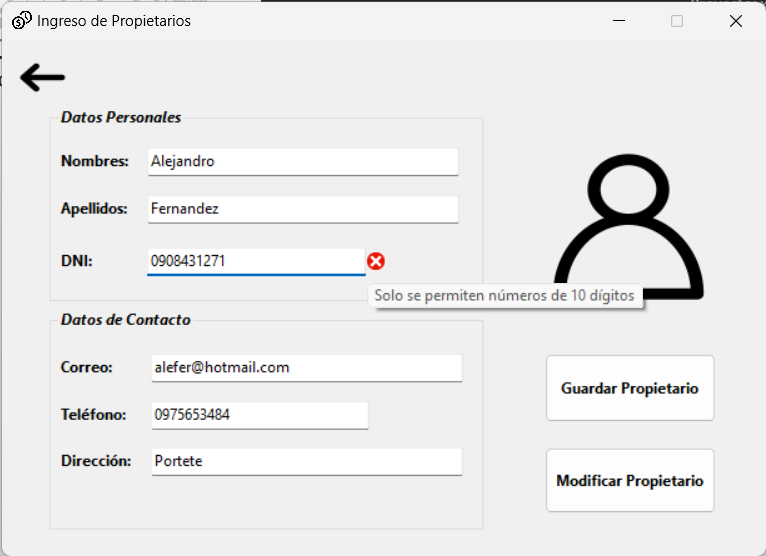 Ingreso de Propietarios
Datos Personales
Nombres: Alejandro
Apellidos: Fernandez
DNI: 0908431271
Solo se permiten números de 10 dígitos
Datos de Contacto
Correo: alefer@hotmail.com
Teléfono: 0975653484
Dirección: Portete
Guardar Propietario
Modificar Propietario